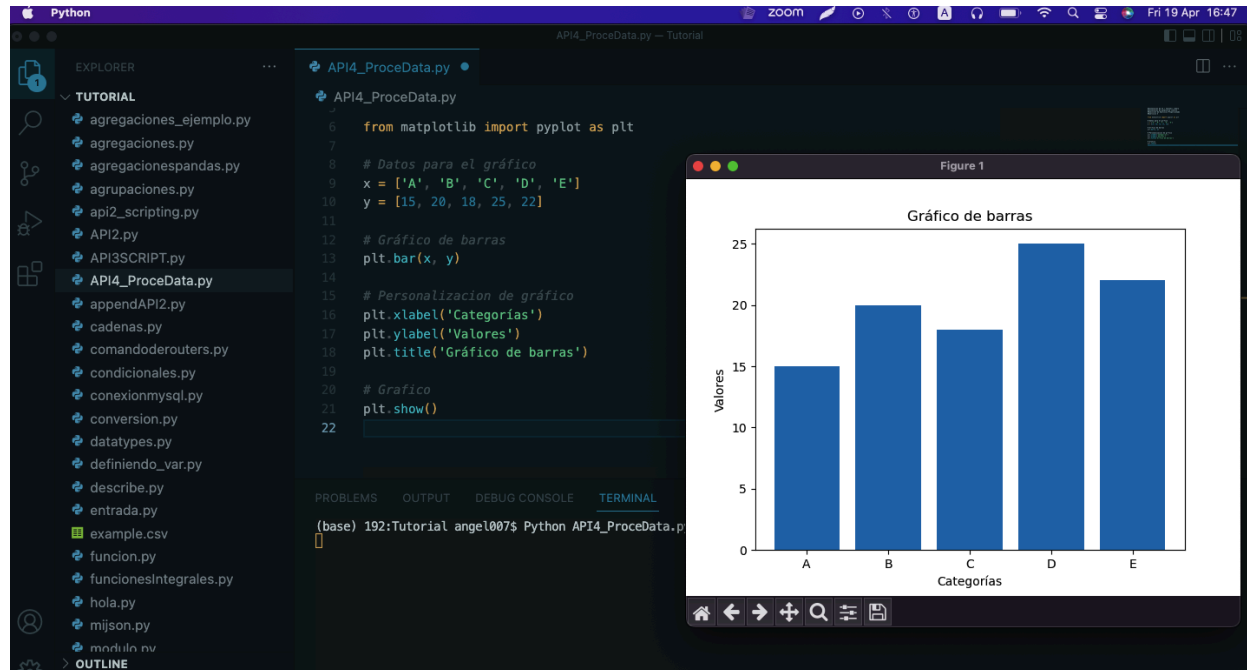 Python
zoom
A
Fri 19 Apr 16:47
API4_ProceData.py — Tutorial
1
EXPLORER
TUTORIAL
agregaciones_ejemplo.py
agregaciones.py
agregacionespandas.py
agrupaciones.py
api2_scripting.py
API2.py
API3SCRIPT.py
API4_ProceData.py
appendAPI2.py
cadenas.py
comandoderouters.py
condicionales.py
conexionmysql.py
conversion.py
datatypes.py
definiendo_var.py
describe.py
entrada.py
example.csv
funcion.py
funcionesIntegrales.py
hola.py
mijson.py
modulo.py
OUTLINE
API4_ProceData.py
API4_ProceData.py
6 from matplotlib import pyplot as plt
7
8 # Datos para el gráfico
9 x = ['A', 'B', 'C', 'D', 'E']
10 y = [15, 20, 18, 25, 22]
11
12 # Gráfico de barras
13 plt.bar(x, y)
14
15 # Personalizacion de gráfico
16 plt.xlabel('Categorías')
17 plt.ylabel('Valores')
18 plt.title('Gráfico de barras')
19
20 # Grafico
21 plt.show()
22
PROBLEMS OUTPUT DEBUG CONSOLE TERMINAL
(base) 192:Tutorial angel007$ Python API4_ProceData.p
Figure 1
Gráfico de barras
25
20
15
10
5
0
Valores
A B C D E
Categorías